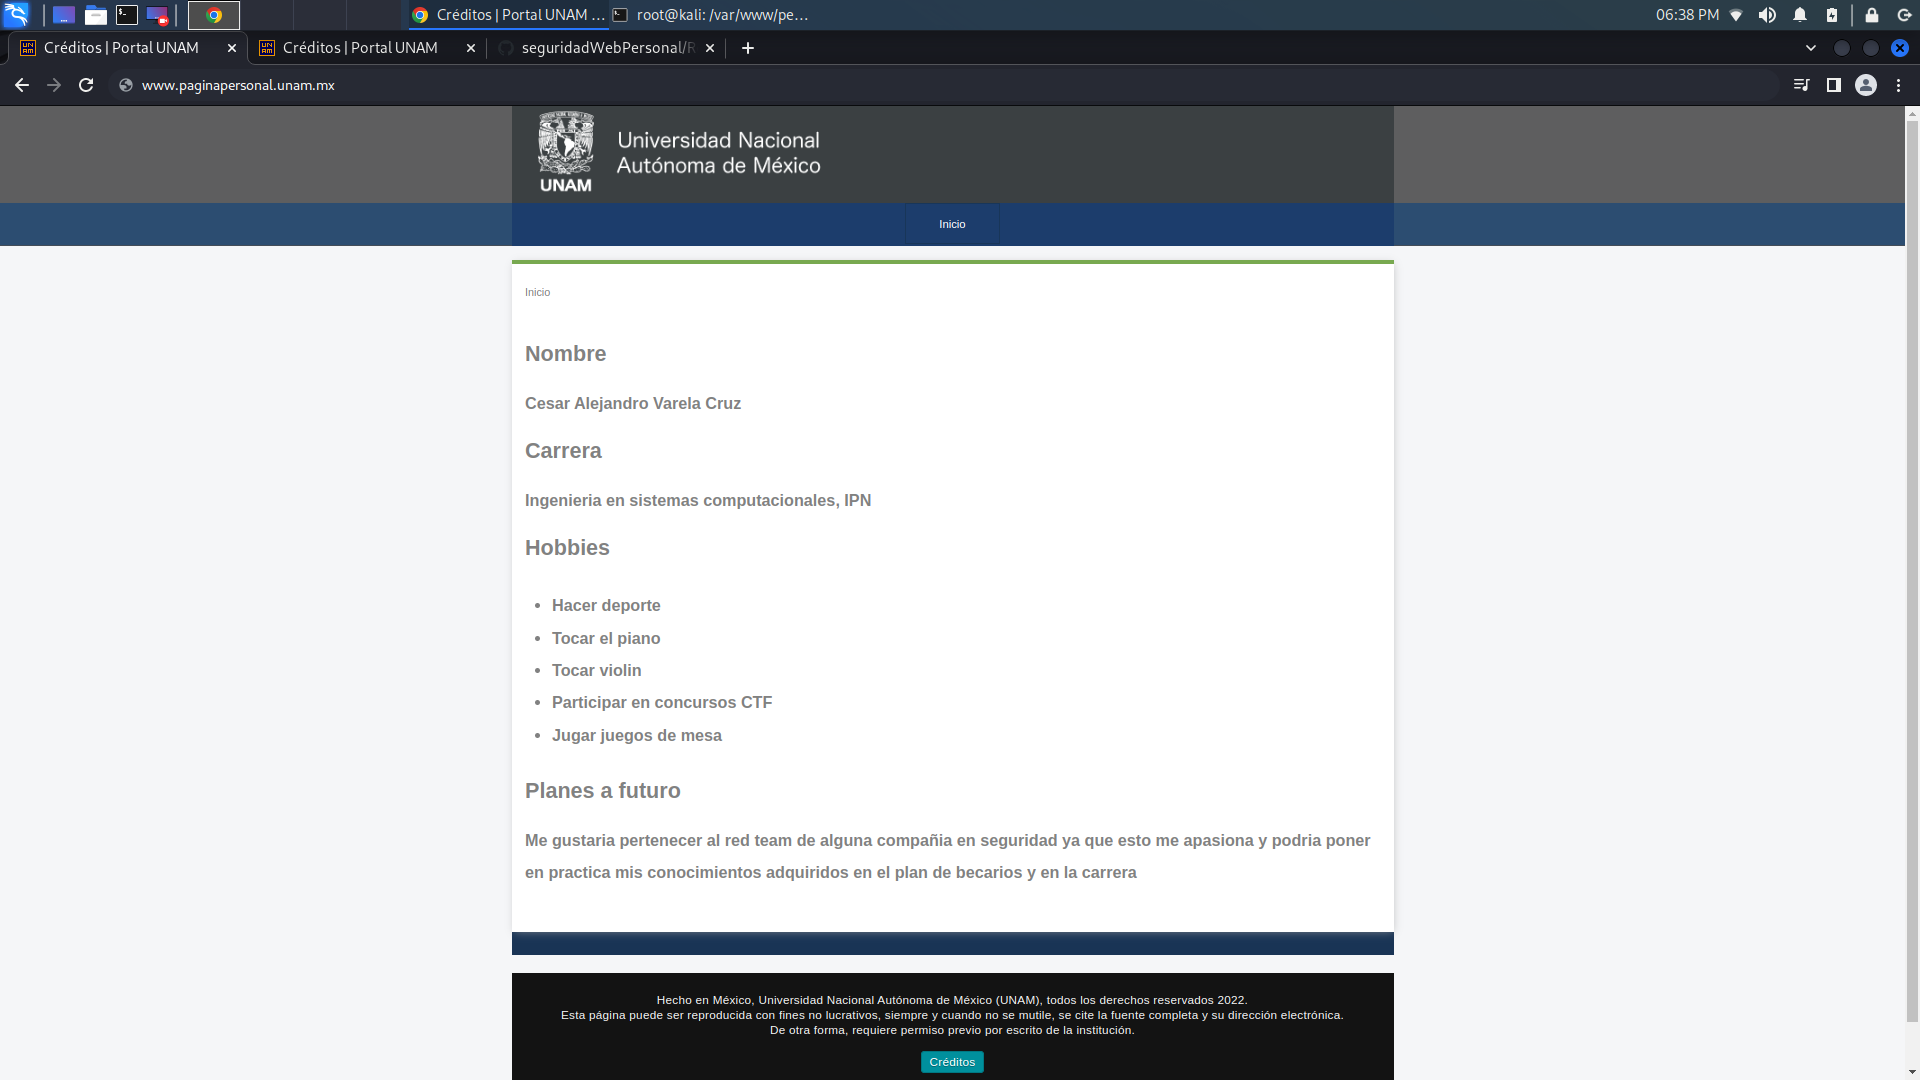 Créditos | Portal UNAM ...
root@kali: /var/www/pe...
06:38 PM
Créditos | Portal UNAM
Créditos | Portal UNAM
seguridadWebPersonal/R
www.paginapersonal.unam.mx
UNAM
Universidad Nacional
Autónoma de México
Inicio
Inicio
Nombre
Cesar Alejandro Varela Cruz
Carrera
Ingenieria en sistemas computacionales, IPN
Hobbies
• Hacer deporte
• Tocar el piano
• Tocar violin
• Participar en concursos CTF
• Jugar juegos de mesa
Planes a futuro
Me gustaria pertenecer al red team de alguna compañia en seguridad ya que esto me apasiona y podria poner
en practica mis conocimientos adquiridos en el plan de becarios y en la carrera
Hecho en México, Universidad Nacional Autónoma de México (UNAM), todos los derechos reservados 2022.
Esta página puede ser reproducida con fines no lucrativos, siempre y cuando no se mutile, se cite la fuente completa y su dirección electrónica.
De otra forma, requiere permiso previo por escrito de la institución.
Créditos